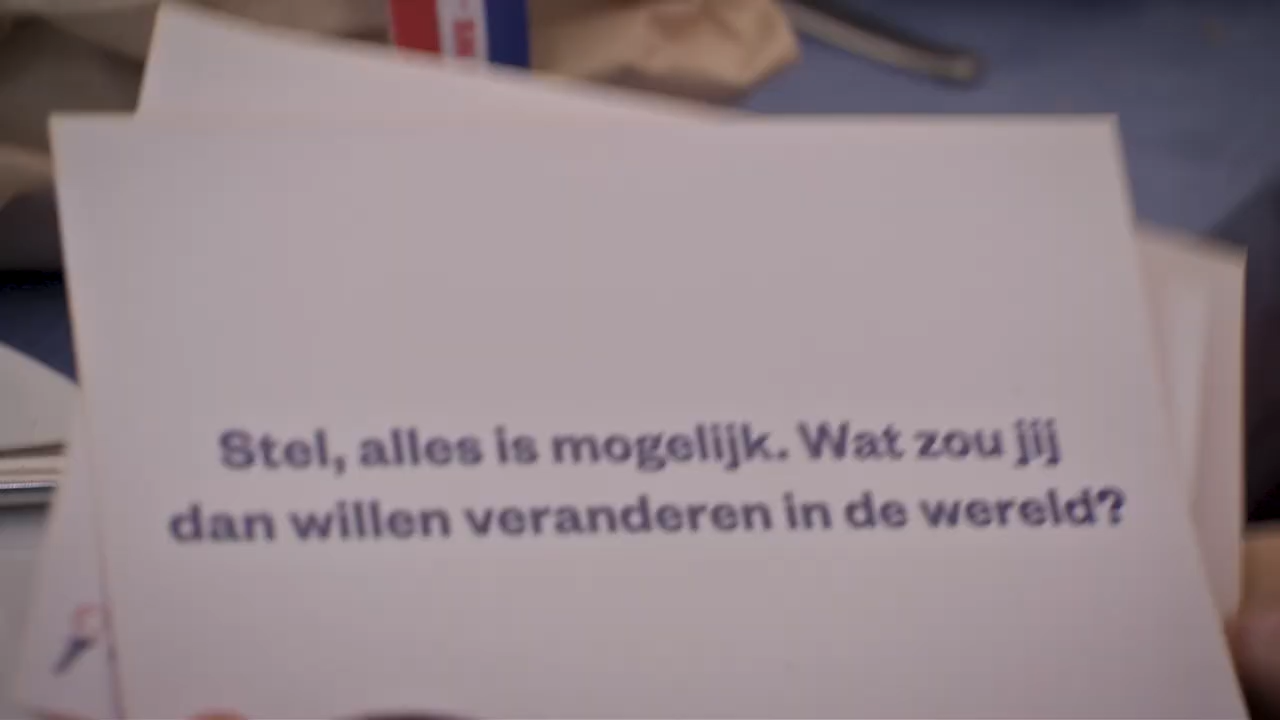 Stel, alles is mogelijk. Wat zou jij
dan willen veranderen in de wereld?